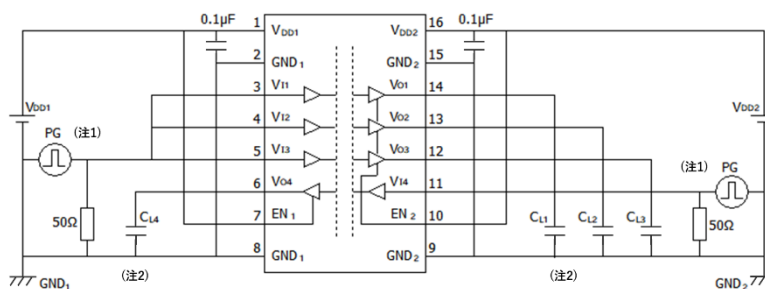 0.1μF
0.1μF
1 VDD1 VDD2 16
2 GND1 GND2 15
3 VI1 VO1 14
4 VI2 VO2 13
5 VI3 VO3 12
6 VO4 VI4 11
7 EN1 EN2 10
8 GND1 GND2 9
VDD1
PG (注1)
50Ω
CL4
(注2)
GND1
VDD2
(注1)
PG
50Ω
CL1 CL2 CL3
(注2)
GND2